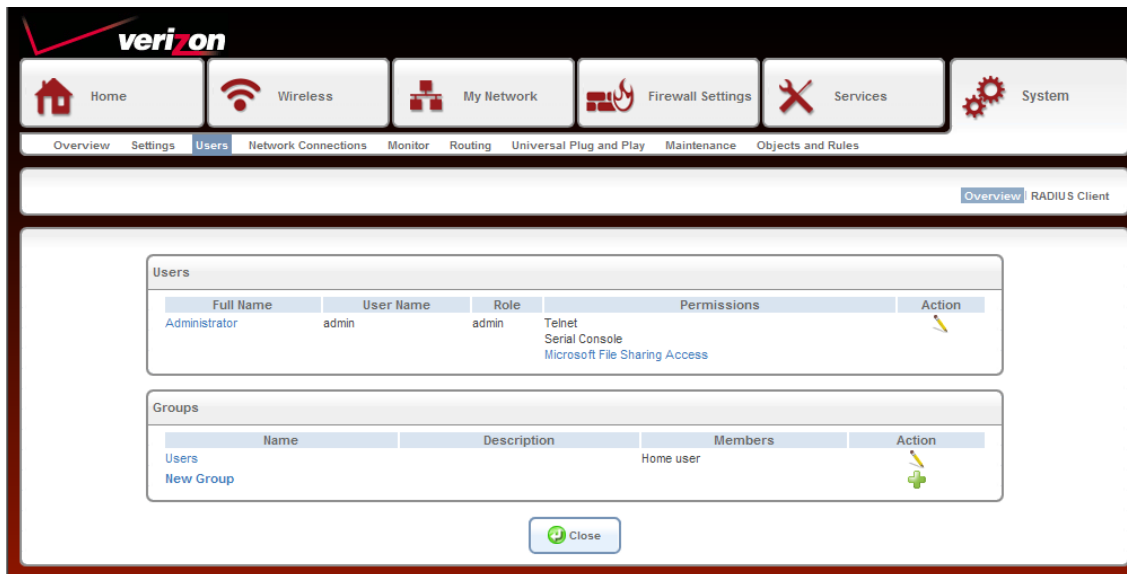 verizon
Home Wireless My Network Firewall Settings Services System
Overview Settings Users Network Connections Monitor Routing Universal Plug and Play Maintenance Objects and Rules
Overview | RADIUS Client
Users
Full Name User Name Role Permissions Action
Administrator admin admin Telnet
Serial Console
Microsoft File Sharing Access
Groups
Name Description Members Action
Users Home user
New Group
Close